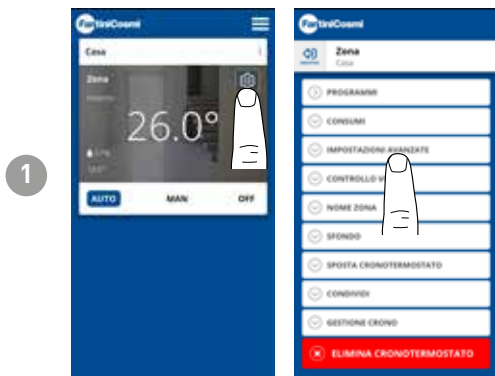 1
FantiniCosmi
Casa
Zona
26.0°
AUTO MAN OFF
FantiniCosmi
Zona
Casa
PROGRAMMI
CONSUMI
IMPOSTAZIONI AVANZATE
CONTROLLO
NOME ZONA
SFONDO
SPOSTA CRONOTERMOSTATO
CONDIVIDI
GESTIONE CRONO
ELIMINA CRONOTERMOSTATO